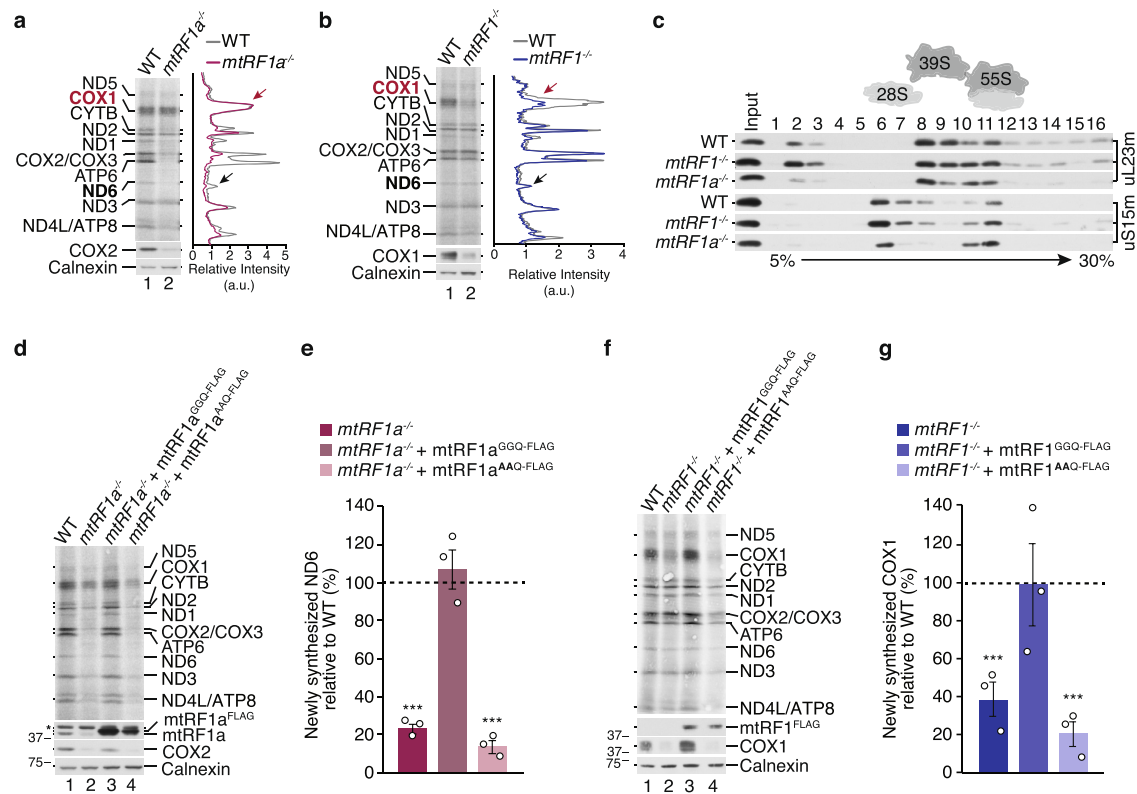 a
WT
mtRF1a-/-
WT
mtRF1a-/-
ND5
COX1
CYTB
ND2
ND1
COX2/COX3
ATP6
ND6
ND3
ND4L/ATP8
COX2
Calnexin
1 2
0 1 2 3 4 5
Relative Intensity
(a.u.)
b
WT
mtRF1-/-
WT
mtRF1-/-
ND5
COX1
CYTB
ND2
ND1
COX2/COX3
ATP6
ND6
ND3
ND4L/ATP8
COX1
Calnexin
1 2
0 1 2 3 4
Relative Intensity
(a.u.)
c
39S
55S
28S
Input 1 2 3 4 5 6 7 8 9 10 11 12 13 14 15 16
WT
mtRF1-/-
mtRF1a-/-
uL23m
WT
mtRF1-/-
mtRF1a-/-
uS15m
5% 30%
d
WT
mtRF1a-/-
mtRF1a-/- + mtRF1aGGQ-FLAG
mtRF1a-/- + mtRF1aAAQ-FLAG
ND5
COX1
CYTB
ND2
ND1
COX2/COX3
ATP6
ND6
ND3
ND4L/ATP8
mtRF1aFLAG
*
mtRF1a
37
COX2
75
Calnexin
1 2 3 4
e
mtRF1a-/-
mtRF1a-/- + mtRF1aGGQ-FLAG
mtRF1a-/- + mtRF1aAAQ-FLAG
Newly synthesized ND6
relative to WT (%)
140
120
100
80
60
40
20
0
***
***
f
WT
mtRF1-/-
mtRF1-/- + mtRF1GGQ-FLAG
mtRF1-/- + mtRF1AAQ-FLAG
ND5
COX1
CYTB
ND2
ND1
COX2/COX3
ATP6
ND6
ND3
ND4L/ATP8
mtRF1FLAG
37
COX1
37
75
Calnexin
1 2 3 4
g
mtRF1-/-
mtRF1-/- + mtRF1GGQ-FLAG
mtRF1-/- + mtRF1AAQ-FLAG
Newly synthesized COX1
relative to WT (%)
140
120
100
80
60
40
20
0
***
***